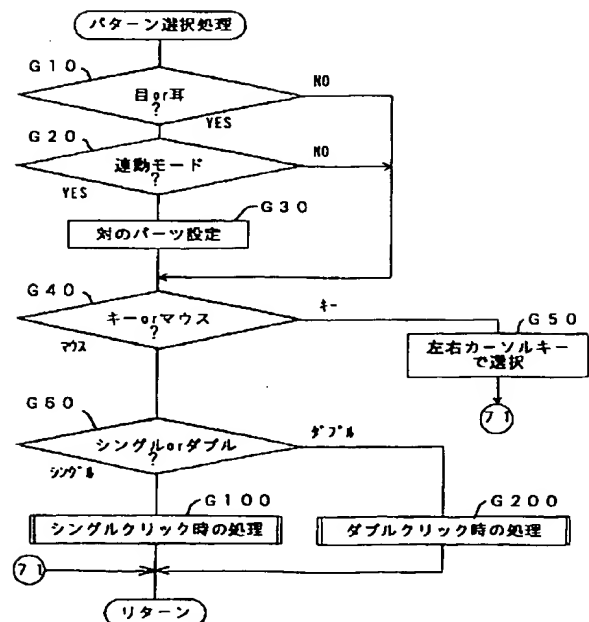 パターン選択処理
G10
目or耳
?
NO
YES
G20
連動モード
?
NO
YES
G30
対のパーツ設定
G40
キーorマウス
?
キー
マウス
G50
左右カーソルキー
で選択
71
G60
シングルorダブル
?
ダブル
シングル
G100
シングルクリック時の処理
G200
ダブルクリック時の処理
71
リターン